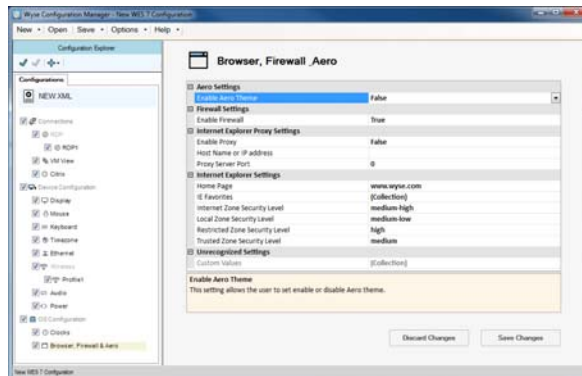 Wyse Configuration Manager - New WES 7 Configuration
New Open Save Options Help
Configuration Explorer
Configurations
NEW.XML
Connections
RDP
RDP1
VM View
Citrix
Device Configuration
Display
Mouse
Keyboard
Timezone
Ethernet
Wireless
Profile1
Audio
Power
OS Configuration
Clocks
Browser, Firewall & Aero
Browser, Firewall ,Aero
Aero Settings
Enable Aero Theme False
Firewall Settings
Enable Firewall True
Internet Explorer Proxy Settings
Enable Proxy False
Host Name or IP address
Proxy Server Port 0
Internet Explorer Settings
Home Page www.wyse.com
IE Favorites (Collection)
Internet Zone Security Level medium-high
Local Zone Security Level medium-low
Restricted Zone Security Level high
Trusted Zone Security Level medium
Unrecognized Settings
Custom Values (Collection)
Enable Aero Theme
This setting allows the user to set enable or disable Aero theme.
Discard Changes Save Changes
New WES 7 Configuration